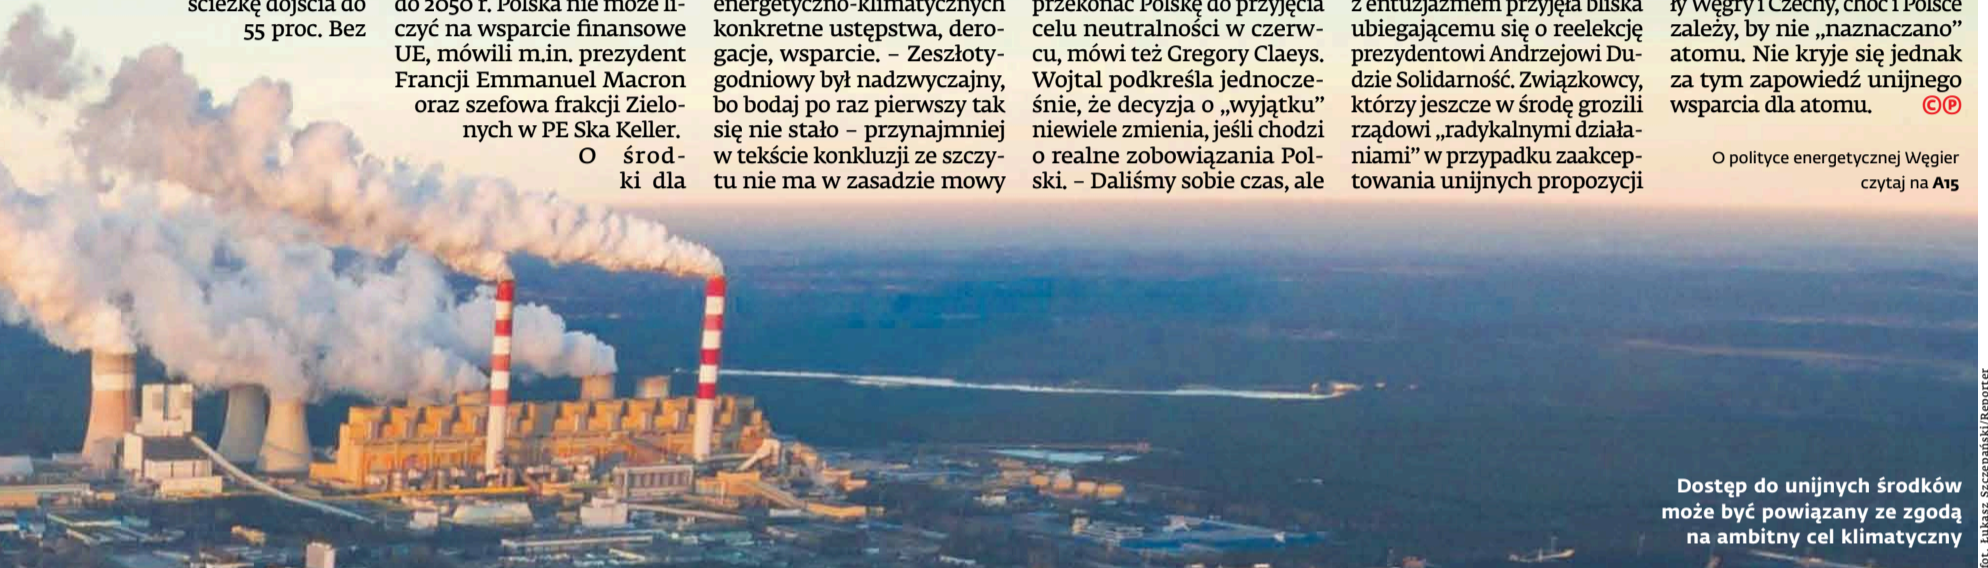 ścieżkę dojścia do
55 proc. Bez
do 2050 r. Polska nie może li-
czyć na wsparcie finansowe
UE, mówili m.in. prezydent
Francji Emmanuel Macron
oraz szefowa frakcji Zielo-
nych w PE Ska Keller.
O środ-
ki dla
energetyczno-klimatycznych
konkretne ustępstwa, dero-
gacje, wsparcie. – Zeszłoty-
godniowy był nadzwyczajny,
bo bodaj po raz pierwszy tak
się nie stało – przynajmniej
w tekście konkluzji ze szczy-
tu nie ma w zasadzie mowy
przekonać Polskę do przyjęcia
celu neutralności w czerw-
cu, mówi też Gregory Claeys.
Wojtal podkreśla jednocze-
śnie, że decyzja o „wyjątku”
niewiele zmienia, jeśli chodzi
o realne zobowiązania Pol-
ski. – Daliśmy sobie czas, ale
z entuzjazmem przyjęła bliska
ubiegającemu się o reelekcję
prezydentowi Andrzejowi Du-
dzie Solidarność. Związkowcy,
którzy jeszcze w środę grozili
rządowi „radykalnymi działa-
niami” w przypadku zaakcep-
towania unijnych propozycji
ły Węgry i Czechy, choć i Polsce
zależy, by nie „naznaczano”
atomu. Nie kryje się jednak
za tym zapowiedź unijnego
wsparcia dla atomu. ©℗
O polityce energetycznej Węgier
czytaj na A15
Dostęp do unijnych środków
może być powiązany ze zgodą
na ambitny cel klimatyczny
fot. Łukasz Szczepański/Reporter